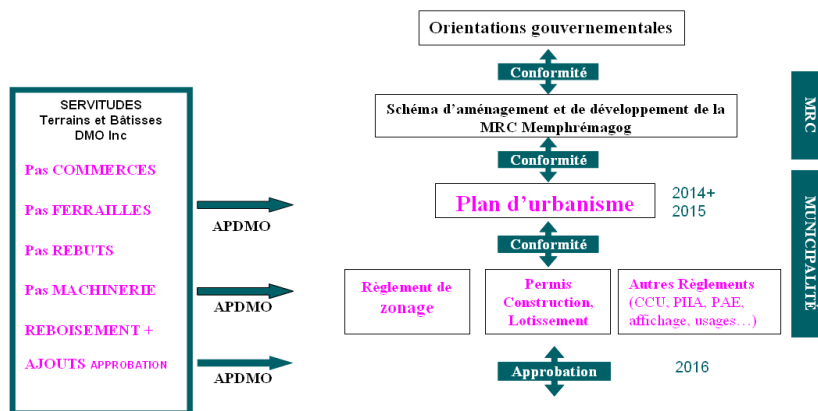 SERVITUDES
Terrains et Bâtisses
DMO Inc
Pas COMMERCES
Pas FERRAILLES
Pas REBUTS
Pas MACHINERIE
REBOISEMENT +
AJOUTS APPROBATION
APDMO
APDMO
APDMO
Orientations gouvernementales
Conformité
Schéma d'aménagement et de développement de la
MRC Memphrémagog
Conformité
Plan d'urbanisme
2014+
2015
Conformité
Règlement de
zonage
Permis
Construction,
Lotissement
Autres Règlements
(CCU, PIIA, PAE,
affichage, usages…)
Approbation
2016
MRC
MUNICIPALITÉ